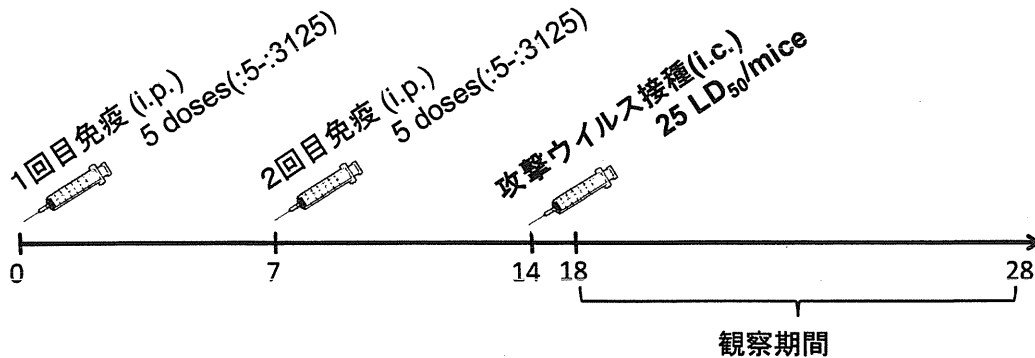 1回目免疫 (i.p.)
5 doses(:5-:3125)
2回目免疫 (i.p.)
5 doses(:5-:3125)
攻撃ウイルス接種(i.c.)
25 LD₅₀/mice
0
7
14
18
28
観察期間